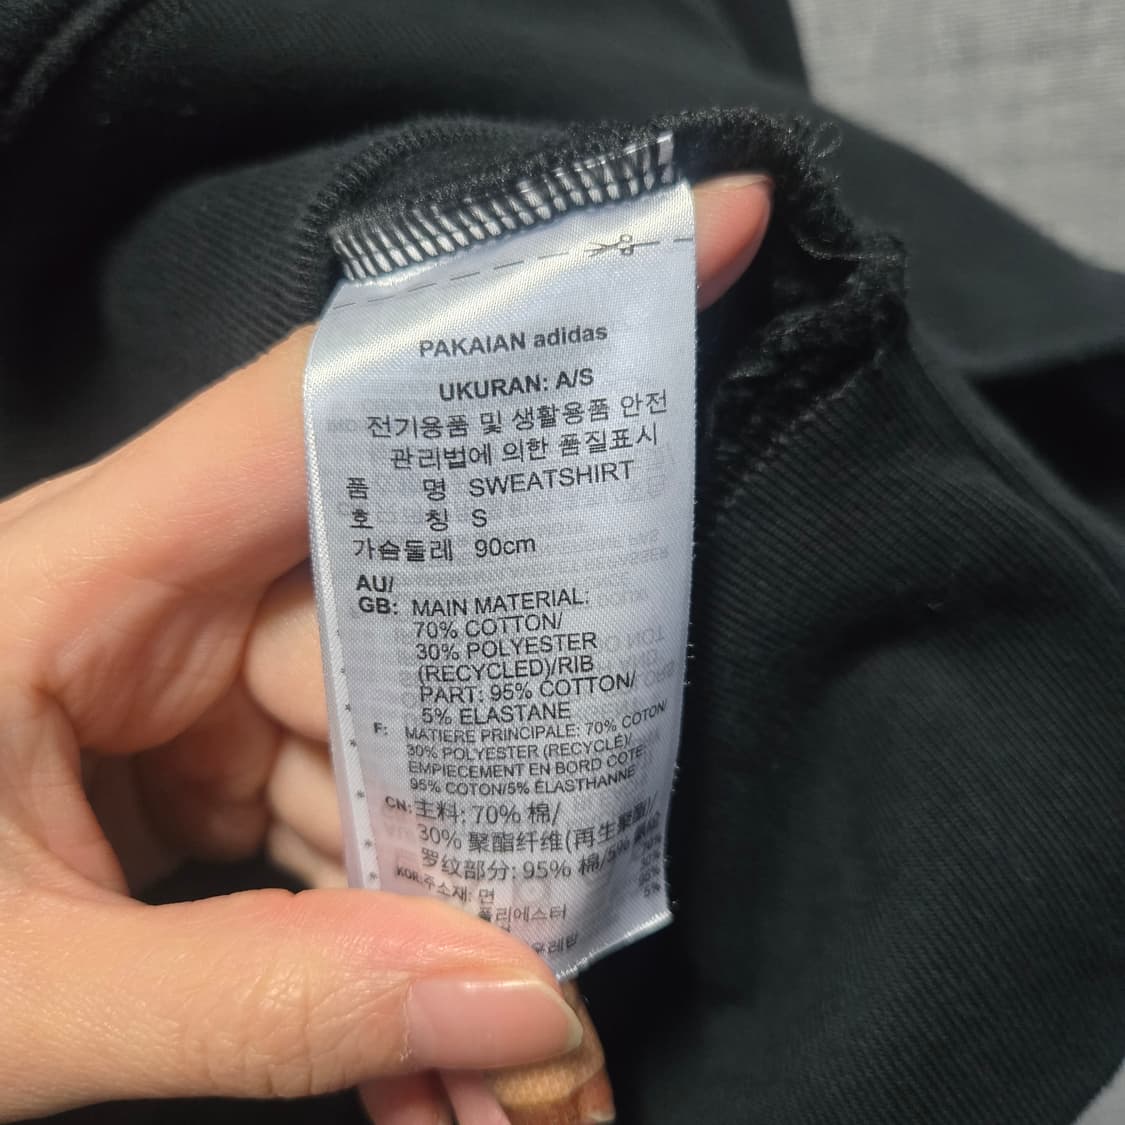 PAKAIAN adidas
UKURAN: A/S
전기용품 및 생활용품 안전
관리법에 의한 품질표시
품 명 SWEATSHIRT
호 칭 S
가슴둘레 90cm
AU/
GB: MAIN MATERIAL:
70% COTTON/
30% POLYESTER
(RECYCLED)/RIB
PART: 95% COTTON/
5% ELASTANE
F: MATIERE PRINCIPALE: 70% COTON/
30% POLYESTER (RECYCLÉ)/
EMPIECEMENT EN BORD COTE:
95% COTON/5% ÉLASTHANNE
CN: 主料: 70% 棉/
30% 聚酯纤维(再生聚酯)/
罗纹部分: 95% 棉/5%
KOR: 주소재: 면
폴리에스터